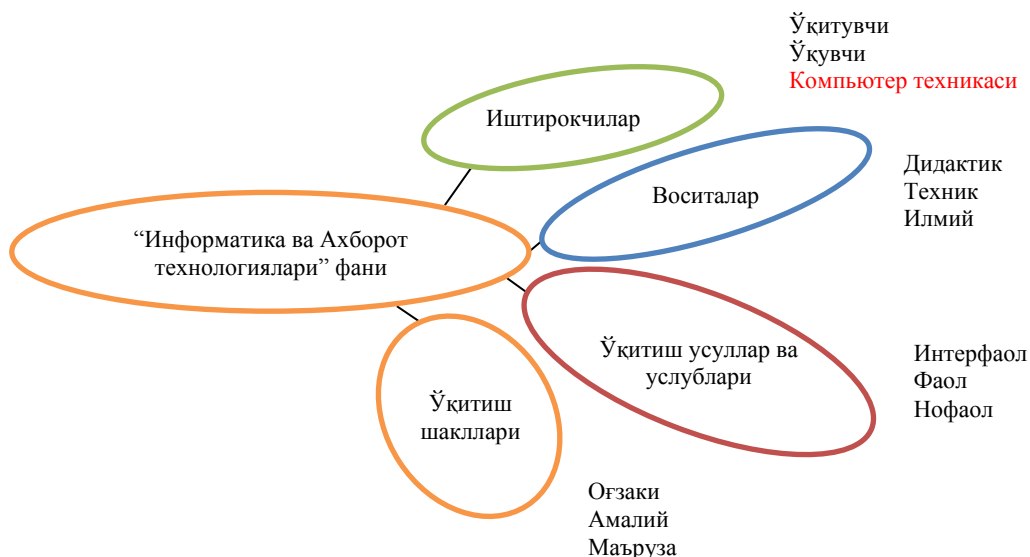 Ўқитувчи
Ўқувчи
Компьютер техникаси
Иштирокчилар
Воситалар
Дидактик
Техник
Илмий
“Информатика ва Ахборот
технологиялари” фани
Ўқитиш усуллар ва
услублари
Интерфаол
Фаол
Нофаол
Ўқитиш
шакллари
Оғзаки
Амалий
Маъруза